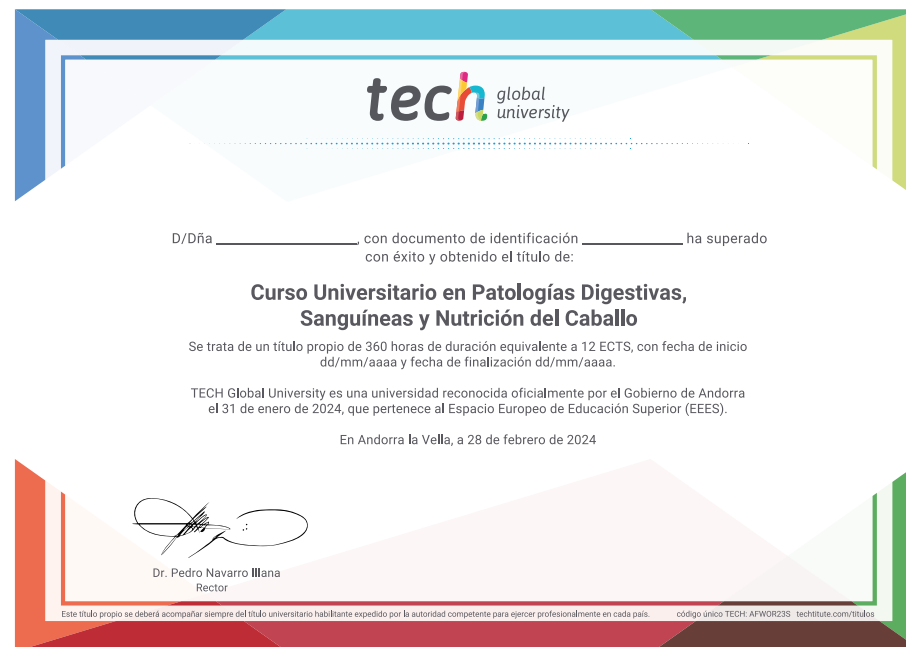 tech global
university
D/Dña ____________________, con documento de identificación ______________ ha superado
con éxito y obtenido el título de:
Curso Universitario en Patologías Digestivas,
Sanguíneas y Nutrición del Caballo
Se trata de un título propio de 360 horas de duración equivalente a 12 ECTS, con fecha de inicio
dd/mm/aaaa y fecha de finalización dd/mm/aaaa.
TECH Global University es una universidad reconocida oficialmente por el Gobierno de Andorra
el 31 de enero de 2024, que pertenece al Espacio Europeo de Educación Superior (EEES).
En Andorra la Vella, a 28 de febrero de 2024
Dr. Pedro Navarro Illana
Rector
Este título propio se deberá acompañar siempre del título universitario habilitante expedido por la autoridad competente para ejercer profesionalmente en cada país. código único TECH: AFWOR23S techtitute.com/titulos